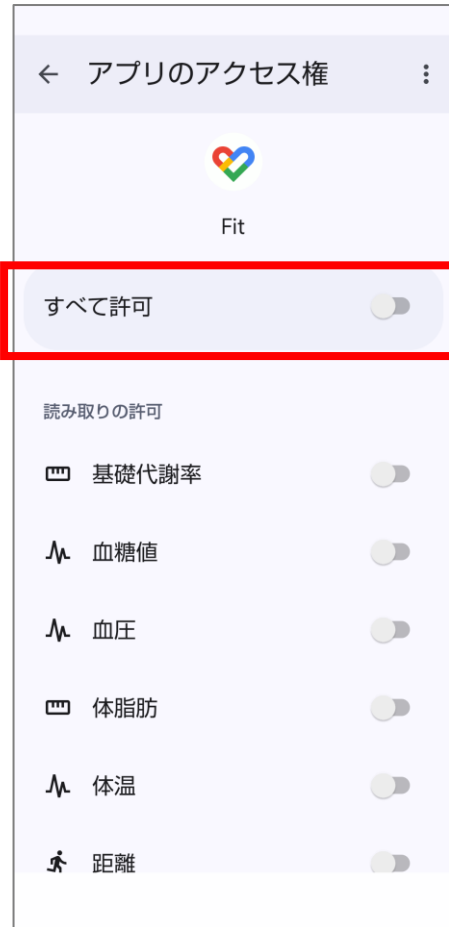 アプリのアクセス権
Fit
すべて許可
読み取りの許可
基礎代謝率
血糖値
血圧
体脂肪
体温
距離